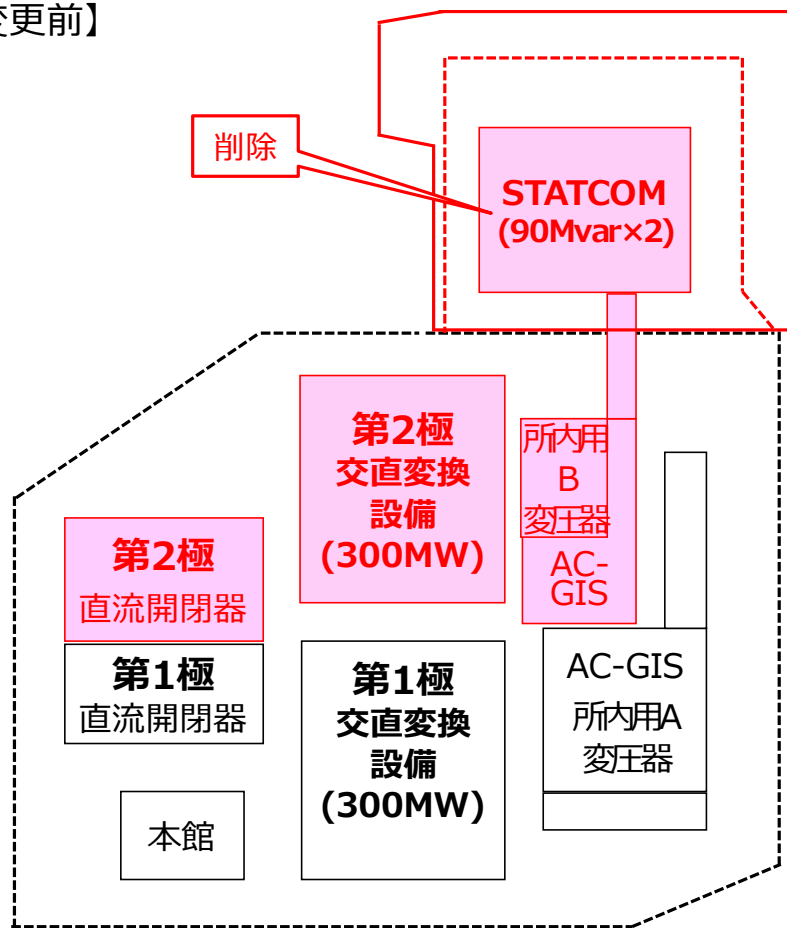 変更前】
削除
STATCOM
(90Mvar×2)
第2極
交直変換
設備
(300MW)
所内用
B
変圧器
AC-
GIS
第2極
直流開閉器
第1極
直流開閉器
第1極
交直変換
設備
(300MW)
AC-GIS
所内用A
変圧器
本館